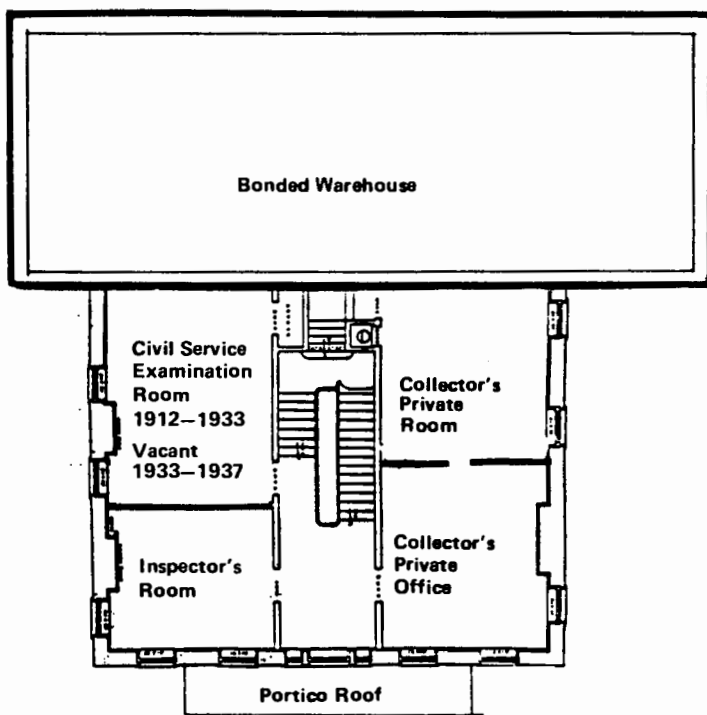 Bonded Warehouse
Civil Service
Examination
Room
1912–1933
Vacant
1933–1937
Collector's
Private
Room
Inspector's
Room
Collector's
Private
Office
Portico Roof